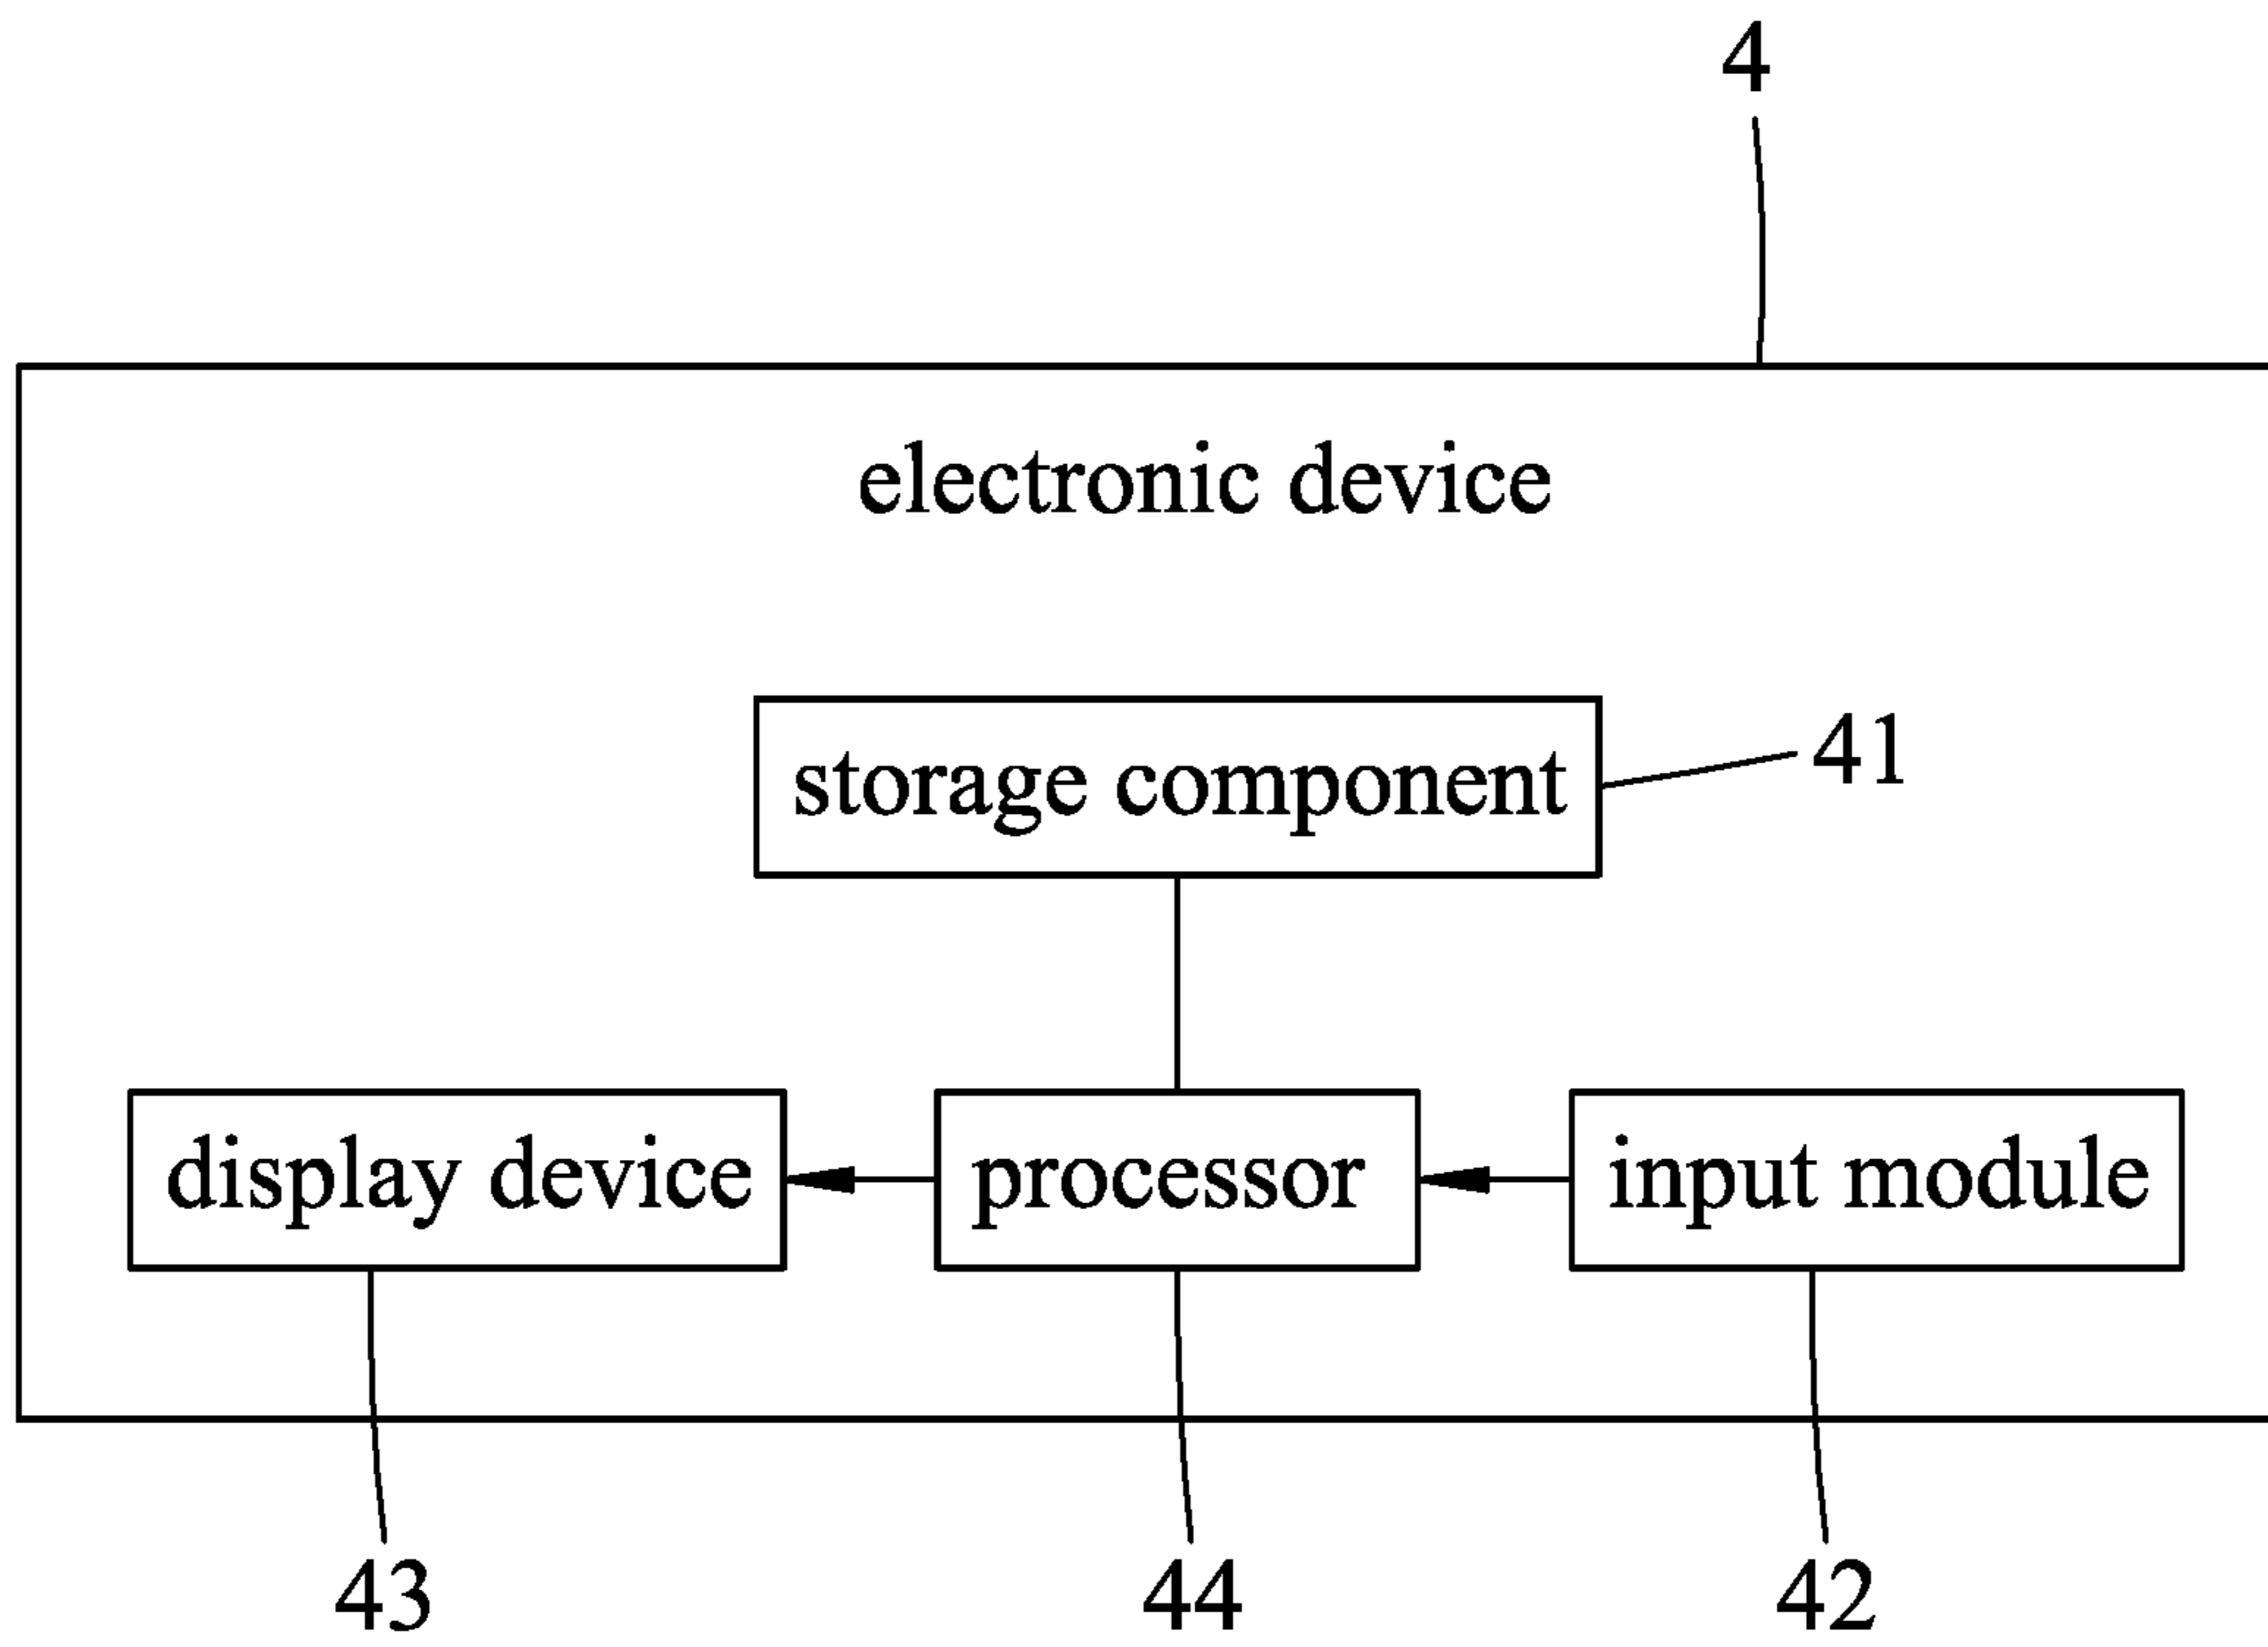 4
electronic device
storage component
41
display device
processor
input module
43
44
42